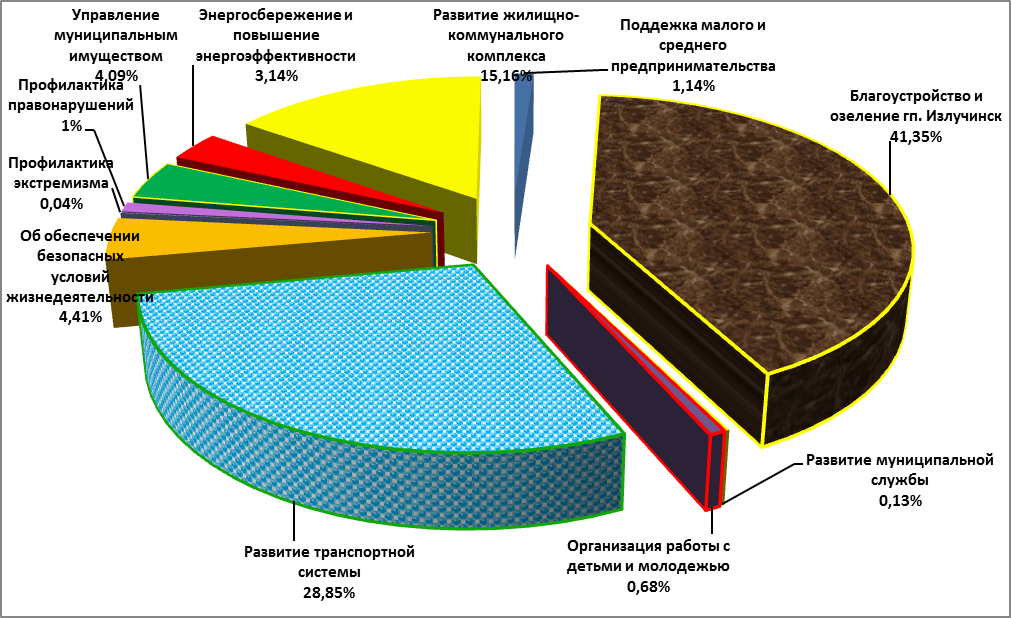 Управление
муниципальным
имуществом
4,09%
Энергосбережение и
повышение
энергоэффективности
3,14%
Развитие жилищно-
коммунального
комплекса
15,16%
Поддежка малого и
среднего
предпринимательства
1,14%
Благоустройство и
озеление гп. Излучинск
41,35%
Профилактика
правонарушений
1%
Профилактика
экстремизма
0,04%
Об обеспечении
безопасных
условий
жизнедеятельности
4,41%
Развитие муниципальной
службы
0,13%
Организация работы с
детьми и молодежью
0,68%
Развитие транспортной
системы
28,85%